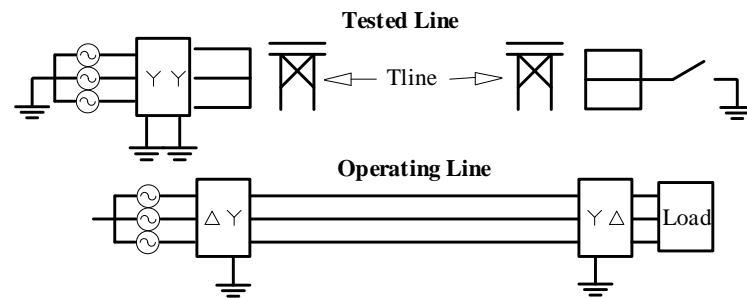 Tested Line
Y Y
Tline
Operating Line
Δ Y
Y Δ
Load